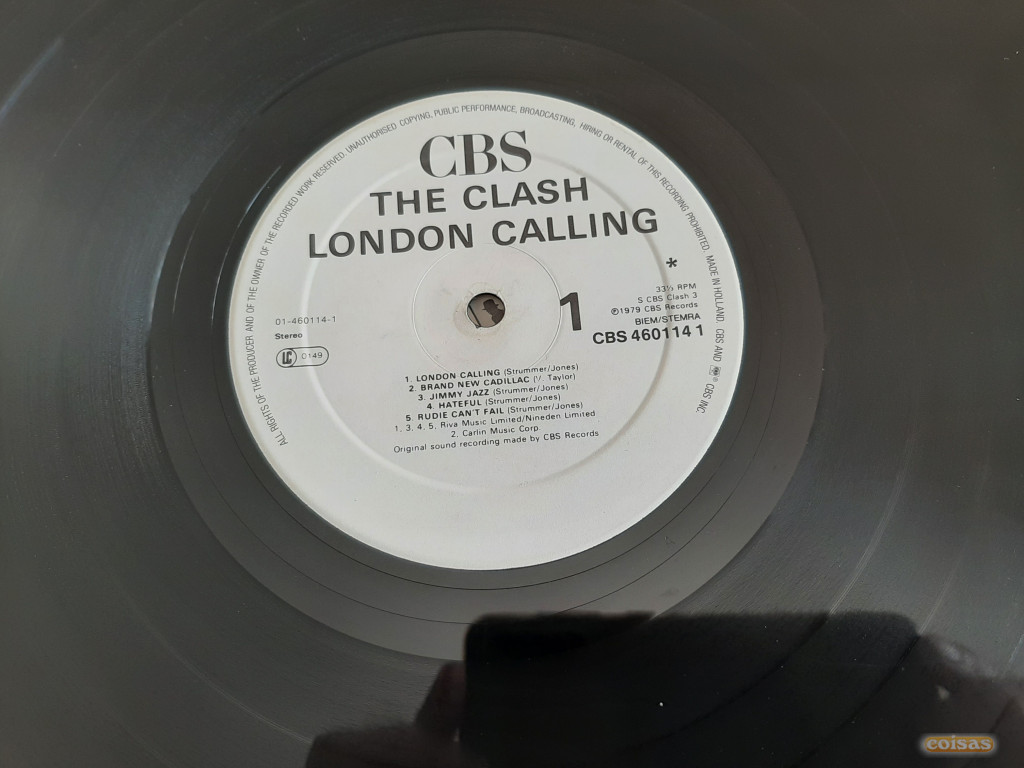 ALL RIGHTS OF THE PRODUCER AND OF THE OWNER OF THE RECORDED WORK RESERVED. UNAUTHORISED COPYING, PUBLIC PERFORMANCE, BROADCASTING, HIRING OR RENTAL OF THIS RECORDING PROHIBITED. MADE IN HOLLAND. CBS AND ® CBS INC.
CBS
THE CLASH
LONDON CALLING
*
01-460114-1
Stereo
LC 0149
1
33⅓ RPM
S CBS Clash 3
℗1979 CBS Records
BIEM/STEMRA
CBS 460114 1
1. LONDON CALLING (Strummer/Jones)
2. BRAND NEW CADILLAC (V. Taylor)
3. JIMMY JAZZ (Strummer/Jones)
4. HATEFUL (Strummer/Jones)
5. RUDIE CAN'T FAIL (Strummer/Jones)
1, 3, 4, 5, Riva Music Limited/Nineden Limited
2, Carlin Music Corp.
Original sound recording made by CBS Records
coisas